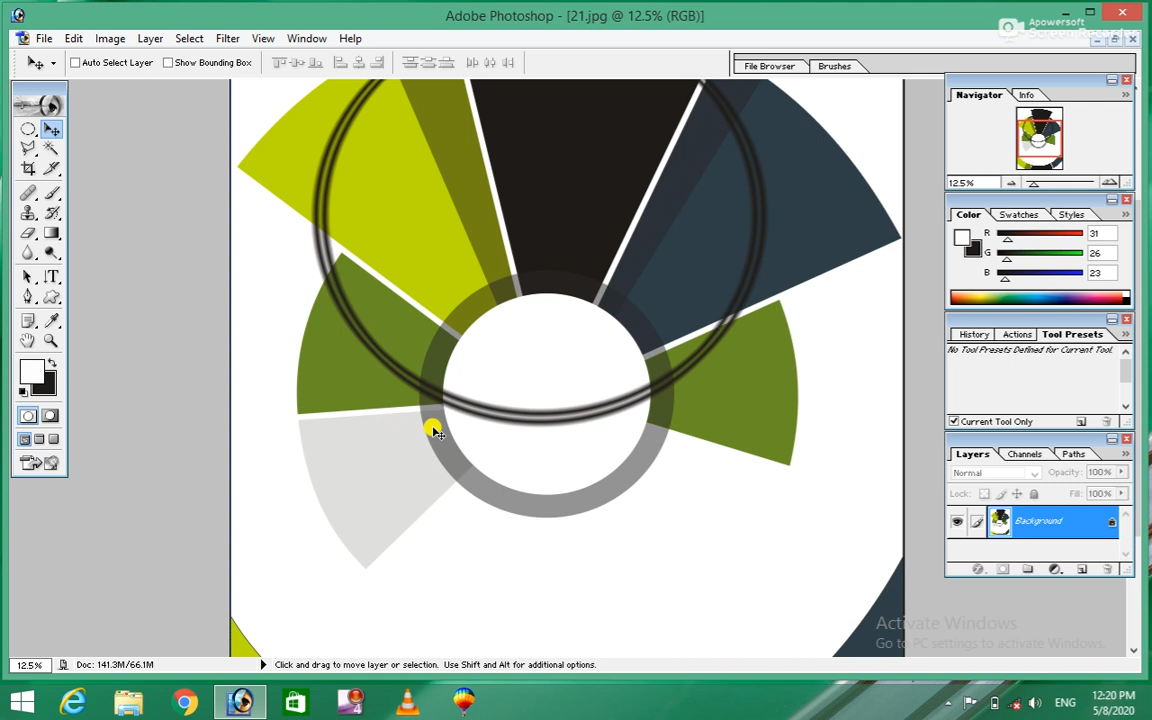 Adobe Photoshop - [21.jpg @ 12.5% (RGB)]
Apowersoft
Screen Recorder
File Edit Image Layer Select Filter View Window Help
Auto Select Layer Show Bounding Box
File Browser Brushes
Navigator Info
12.5%
Color Swatches Styles
R 31
G 26
B 23
History Actions Tool Presets
No Tool Presets Defined for Current Tool.
Current Tool Only
Layers Channels Paths
Normal Opacity: 100%
Lock: Fill: 100%
Background
Activate Windows
Go to PC settings to activate Windows.
12.5% Doc: 141.3M/66.1M Click and drag to move layer or selection. Use Shift and Alt for additional options.
4
ENG
12:20 PM
5/8/2020